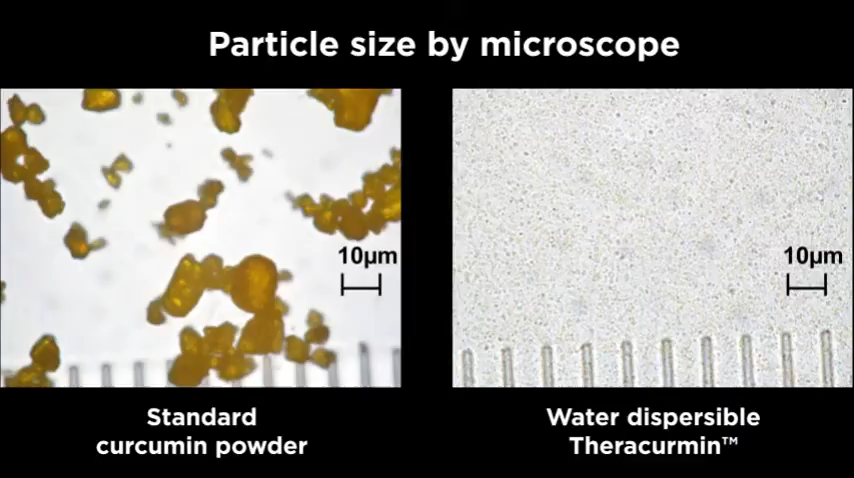 Particle size by microscope
10µm
10µm
Standard
curcumin powder
Water dispersible
Theracurmin™